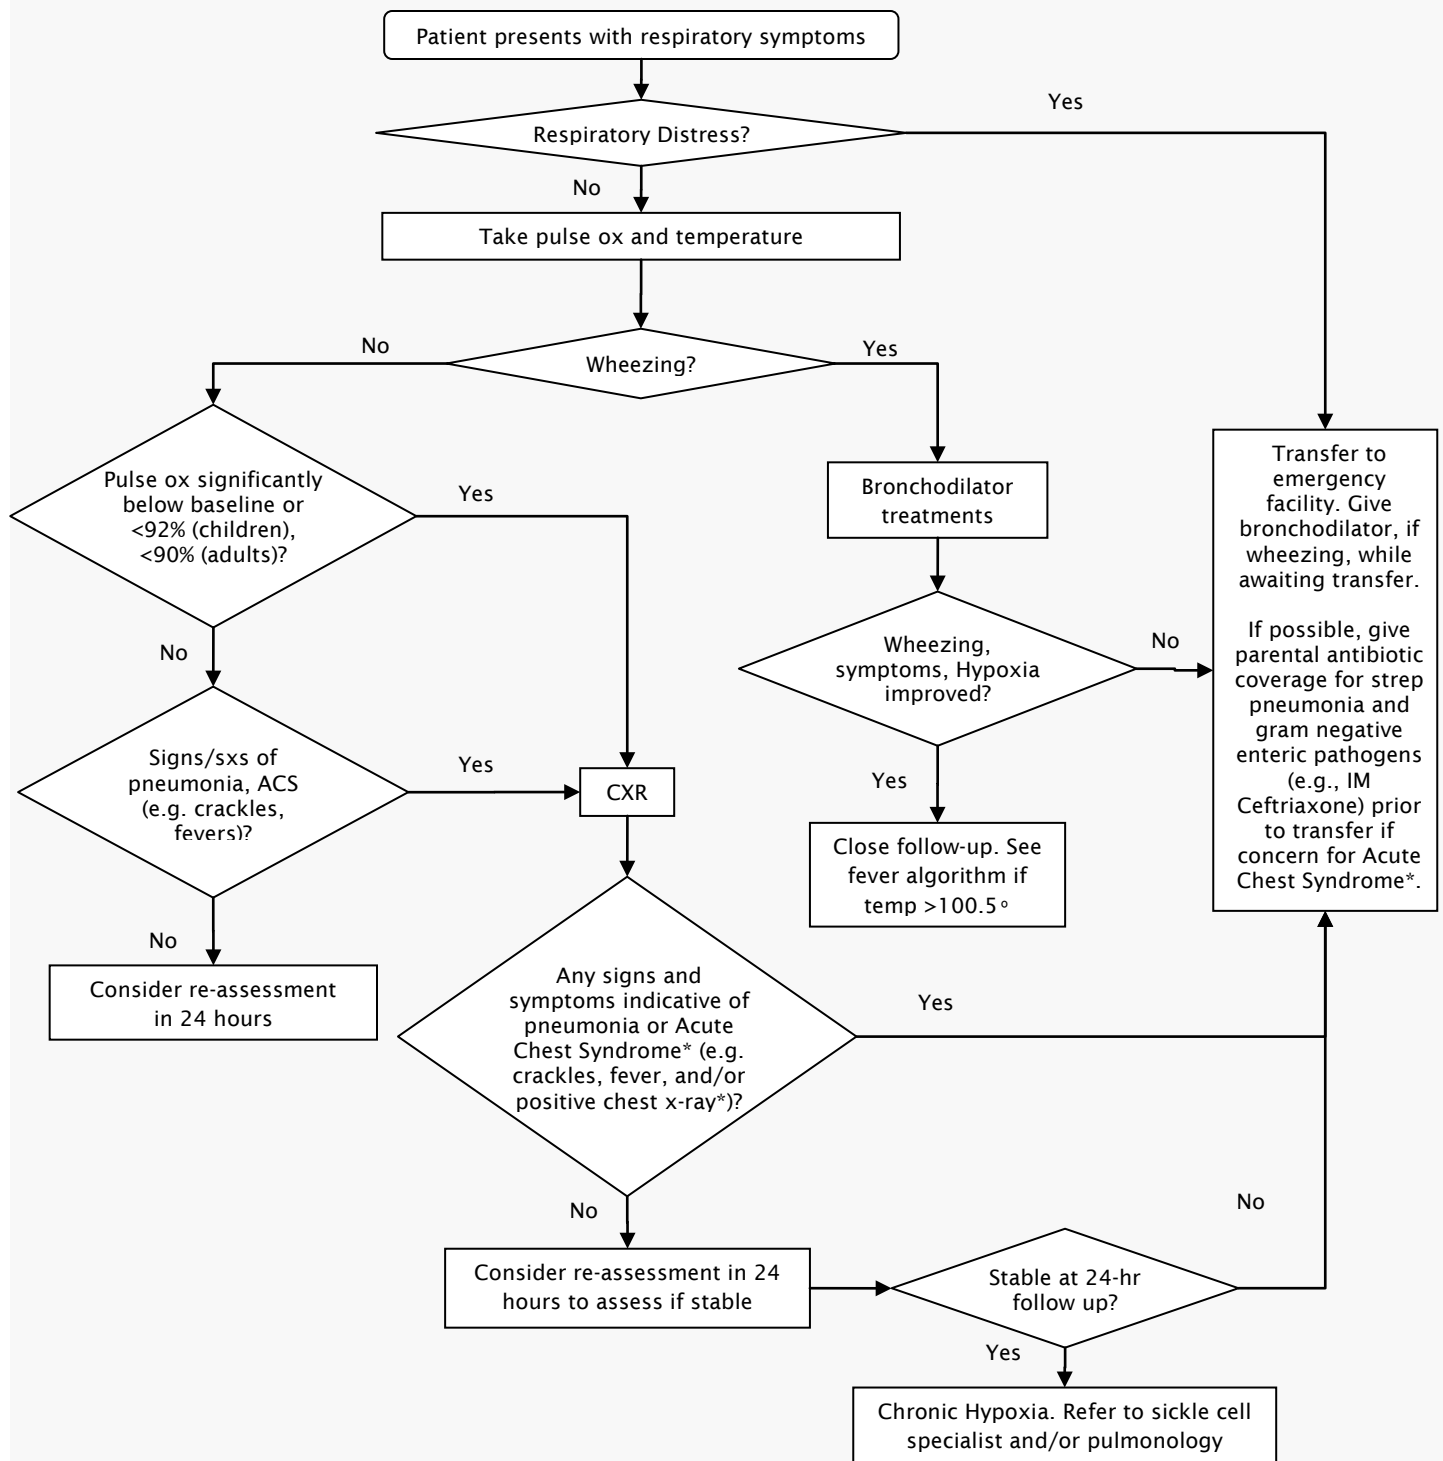 Patient presents with respiratory symptoms
Yes
Respiratory Distress?
No
Take pulse ox and temperature
No
Yes
Wheezing?
Pulse ox significantly
below baseline or
<92% (children),
<90% (adults)?
Yes
Bronchodilator
treatments
Transfer to
emergency
facility. Give
bronchodilator, if
wheezing, while
awaiting transfer.
If possible, give
parental antibiotic
coverage for strep
pneumonia and
gram negative
enteric pathogens
(e.g., IM
Ceftriaxone) prior
to transfer if
concern for Acute
Chest Syndrome*.
No
Wheezing,
symptoms, Hypoxia
improved?
No
Signs/sxs of
pneumonia, ACS
(e.g. crackles,
fevers)?
Yes
CXR
Yes
Close follow-up. See
fever algorithm if
temp >100.5°
No
Consider re-assessment
in 24 hours
Any signs and
symptoms indicative of
pneumonia or Acute
Chest Syndrome* (e.g.
crackles, fever, and/or
positive chest x-ray*)?
Yes
No
No
Consider re-assessment in 24
hours to assess if stable
Stable at 24-hr
follow up?
Yes
Chronic Hypoxia. Refer to sickle cell
specialist and/or pulmonology